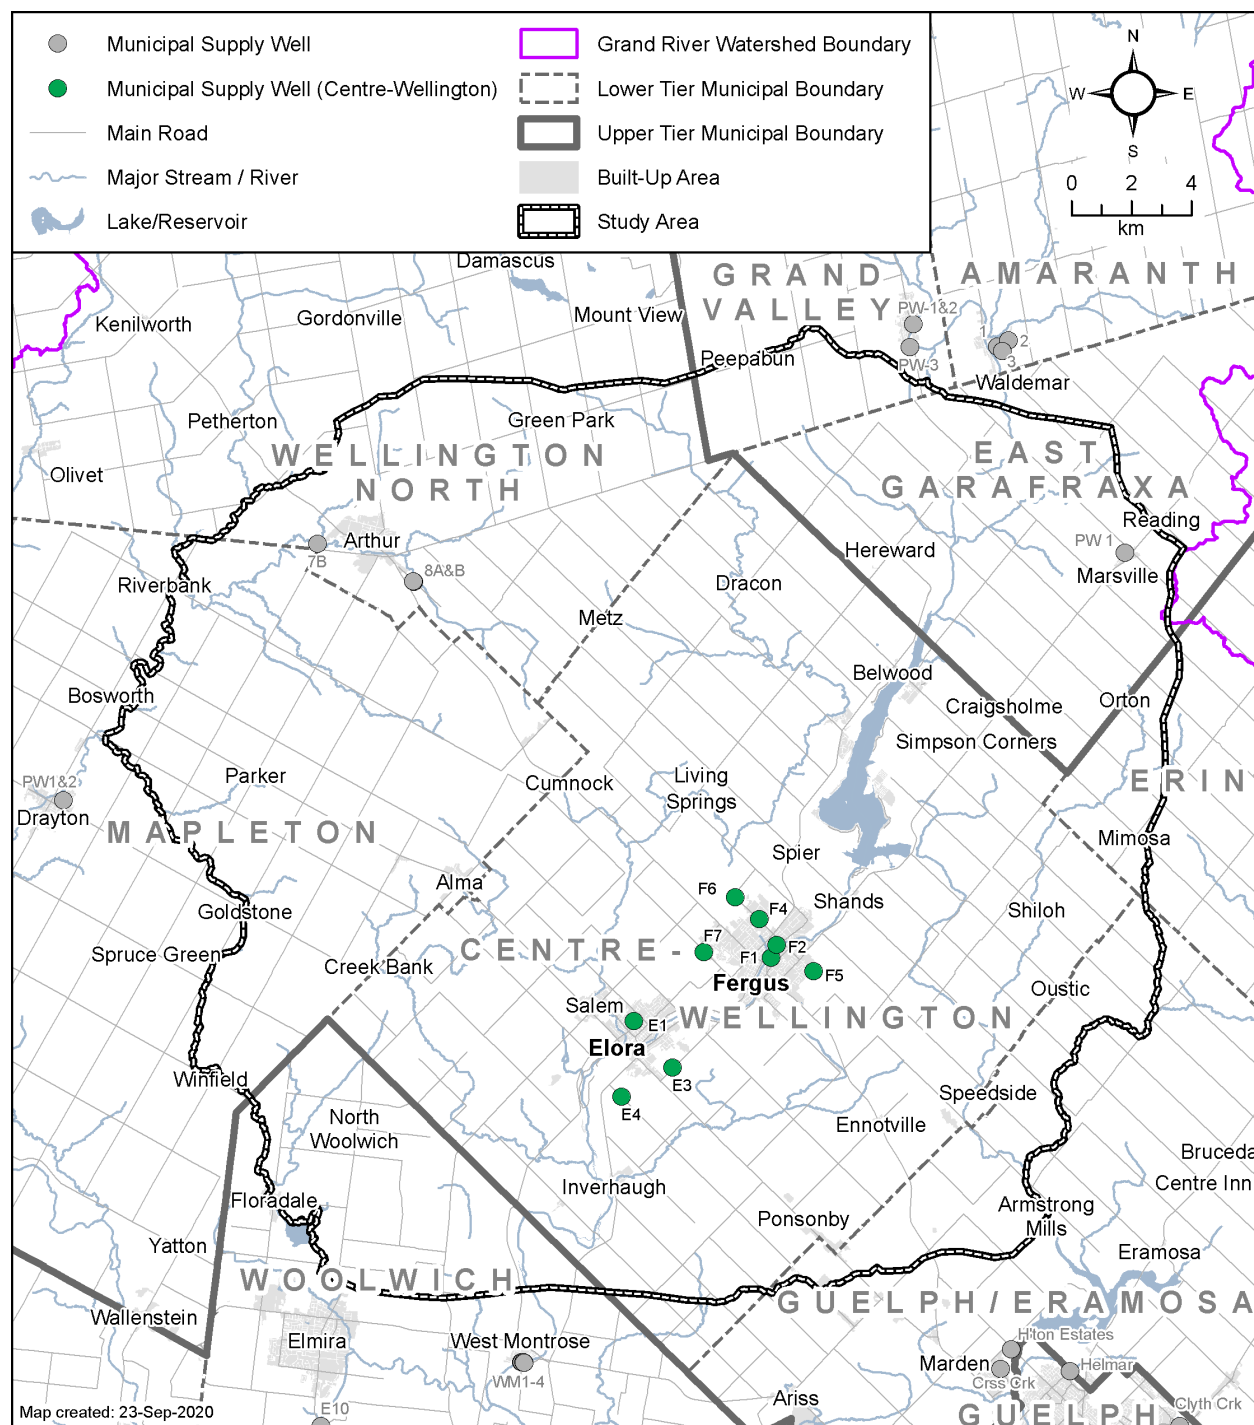 Municipal Supply Well
Municipal Supply Well (Centre-Wellington)
Main Road
Major Stream / River
Lake/Reservoir
Grand River Watershed Boundary
Lower Tier Municipal Boundary
Upper Tier Municipal Boundary
Built-Up Area
Study Area
N
W E
S
0 2 4
km
Damascus
GRAND
VALLEY
AMARANTH
Kenilworth
Gordonville
Mount View
PW-1&2
PW-3
1
2
3
Peepabun
Waldemar
Petherton
Green Park
WELLINGTON
NORTH
EAST
GARAFRAXA
Olivet
Reading
Arthur
7B
8A&B
Hereward
PW 1
Marsville
Riverbank
Dracon
Metz
Bosworth
Belwood
Craigsholme
Orton
Simpson Corners
Parker
Cumnock
Living
Springs
ERIN
PW1&2
Drayton
MAPLETON
Mimosa
Spier
Alma
F6
F4
Shands
Goldstone
Shiloh
Spruce Green
CENTRE-
F7
F2
F1
F5
Creek Bank
Fergus
Oustic
Salem
E1
WELLINGTON
Elora
Winfield
E3
E4
Speedside
North
Woolwich
Ennotville
Bruceda
Centre Inn
Inverhaugh
Floradale
Armstrong
Mills
Ponsonby
Yatton
Eramosa
WOOLWICH
GUELPH/ERAMOSA
Wallenstein
Elmira
West Montrose
H'ton Estates
Marden
Helmar
Crss Crk
WM1-4
Ariss
Clyth Crk
E10
GUELPH
Map created: 23-Sep-2020